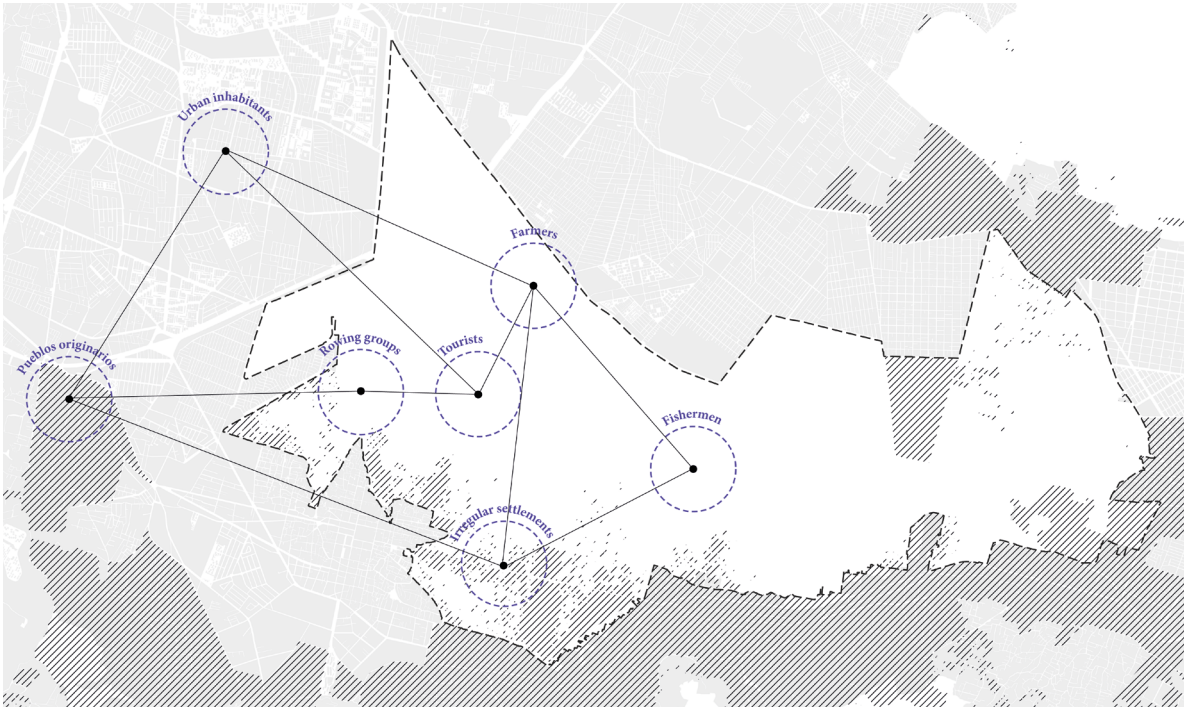 Urban inhabitants
Farmers
Rowing groups
Tourists
Pueblos originarios
Fishermen
Irregular settlements